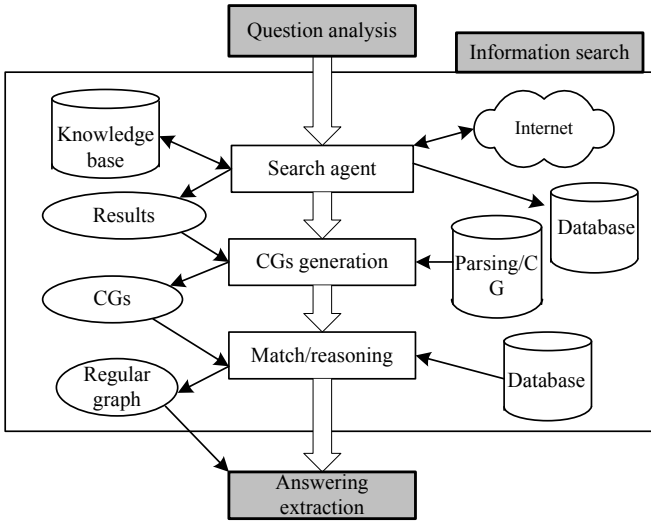 Question analysis
Information search
Knowledge
base
Internet
Search agent
Results
Database
CGs generation
Parsing/C
G
CGs
Match/reasoning
Regular
graph
Database
Answering
extraction